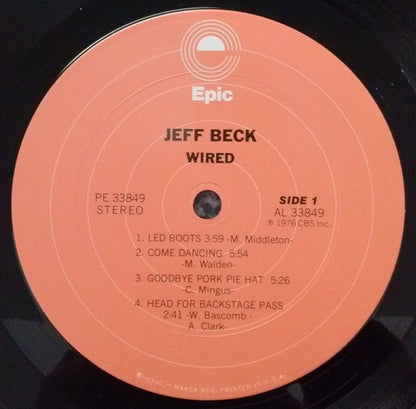 Epic
JEFF BECK
WIRED
PE 33849
STEREO
SIDE 1
AL 33849
℗ 1976 CBS Inc.
1. LED BOOTS 3:59 -M. Middleton-
2. COME DANCING 5:54
-M. Walden-
3. GOODBYE PORK PIE HAT 5:26
-C. Mingus-
4. HEAD FOR BACKSTAGE PASS
2:41 -W. Bascomb -
A. Clark-
® "EPIC," MARCA REG. PRINTED IN U.S.A.